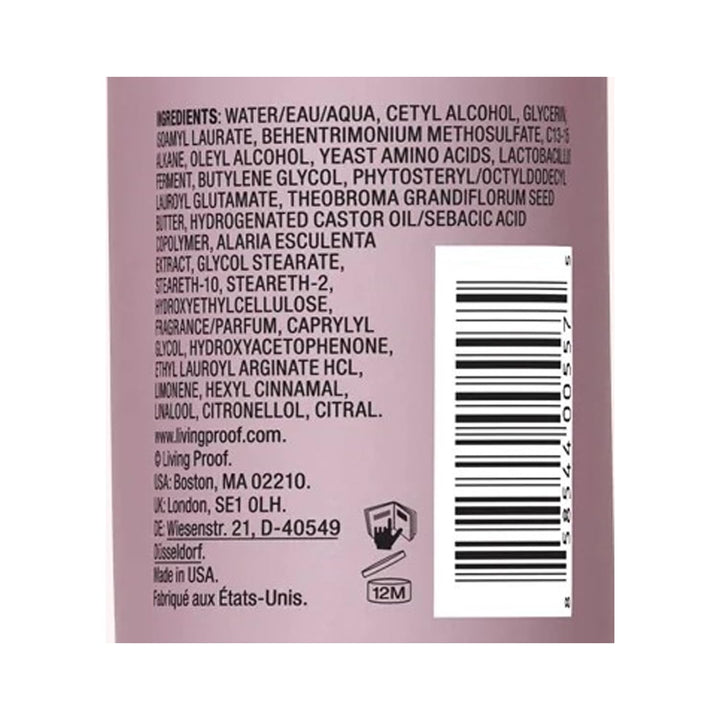 INGREDIENTS: WATER/EAU/AQUA, CETYL ALCOHOL, GLYCERIN,
ISOAMYL LAURATE, BEHENTRIMONIUM METHOSULFATE, C13-15
ALKANE, OLEYL ALCOHOL, YEAST AMINO ACIDS, LACTOBACILLUS
FERMENT, BUTYLENE GLYCOL, PHYTOSTERYL/OCTYLDODECYL
LAUROYL GLUTAMATE, THEOBROMA GRANDIFLORUM SEED
BUTTER, HYDROGENATED CASTOR OIL/SEBACIC ACID
COPOLYMER, ALARIA ESCULENTA
EXTRACT, GLYCOL STEARATE,
STEARETH-10, STEARETH-2,
HYDROXYETHYLCELLULOSE,
FRAGRANCE/PARFUM, CAPRYLYL
GLYCOL, HYDROXYACETOPHENONE,
ETHYL LAUROYL ARGINATE HCL,
LIMONENE, HEXYL CINNAMAL,
LINALOOL, CITRONELLOL, CITRAL.
www.livingproof.com.
© Living Proof.
USA: Boston, MA 02210.
UK: London, SE1 0LH.
DE: Wiesenstr. 21, D-40549
Düsseldorf.
Made in USA.
Fabriqué aux États-Unis.
12M
8 58544 00557 5